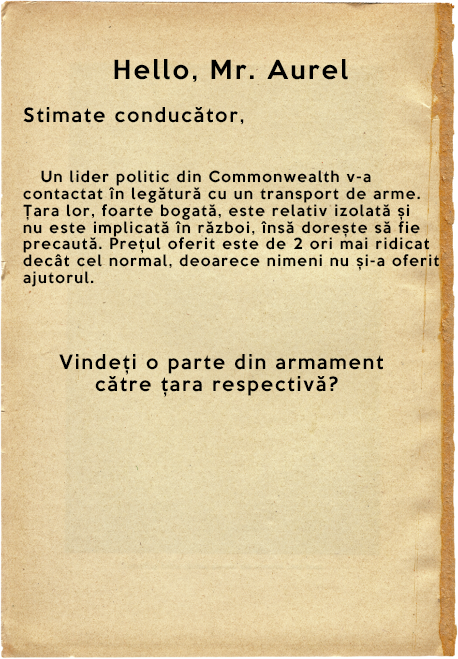 Hello, Mr. Aurel
Stimate conducător,
Un lider politic din Commonwealth v-a
contactat în legătură cu un transport de arme.
Țara lor, foarte bogată, este relativ izolată și
nu este implicată în război, însă dorește să fie
precaută. Prețul oferit este de 2 ori mai ridicat
decât cel normal, deoarece nimeni nu și-a oferit
ajutorul.
Vindeți o parte din armament
către țara respectivă?